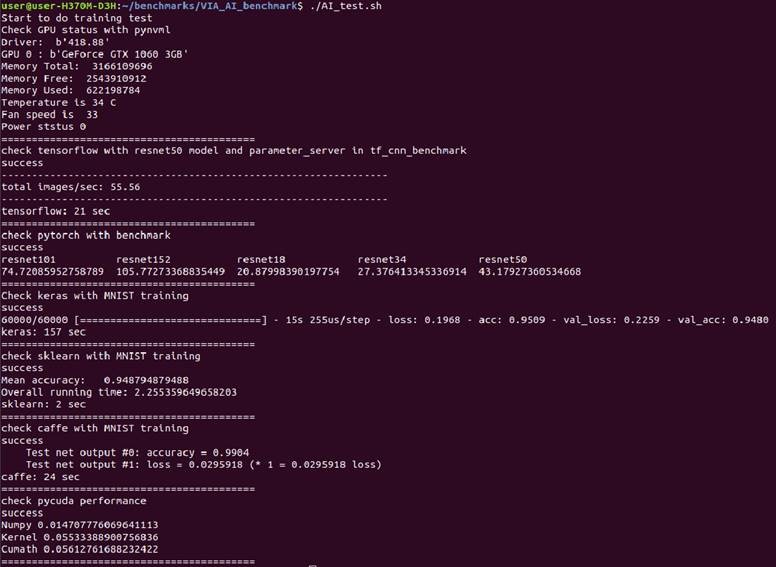 user@user-H370M-D3H:~/benchmarks/VIA_AI_benchmark$ ./AI_test.sh
Start to do training test
Check GPU status with pynvml
Driver:  b'418.88'
GPU 0 : b'GeForce GTX 1060 3GB'
Memory Total:  3166109696
Memory Free:  2543910912
Memory Used:  622198784
Temperature is 34 C
Fan speed is  33
Power ststus 0
==========================================
check tensorflow with resnet50 model and parameter_server in tf_cnn_benchmark
success
----------------------------------------------------------------
total images/sec: 55.56
----------------------------------------------------------------
tensorflow: 21 sec
==========================================
check pytorch with benchmark
success
resnet101 resnet152 resnet18 resnet34 resnet50
74.72085952758789 105.77273368835449 20.87998390197754 27.376413345336914 43.17927360534668
==========================================
Check keras with MNIST training
success
60000/60000 [==============================] - 15s 255us/step - loss: 0.1968 - acc: 0.9509 - val_loss: 0.2259 - val_acc: 0.9480
keras: 157 sec
==========================================
check sklearn with MNIST training
success
Mean accuracy:   0.948794879488
Overall running time: 2.255359649658203
sklearn: 2 sec
==========================================
check caffe with MNIST training
success
    Test net output #0: accuracy = 0.9904
    Test net output #1: loss = 0.0295918 (* 1 = 0.0295918 loss)
caffe: 24 sec
==========================================
check pycuda performance
success
Numpy 0.014707776069641113
Kernel 0.05533388900756836
Cumath 0.05612761688232422
==========================================